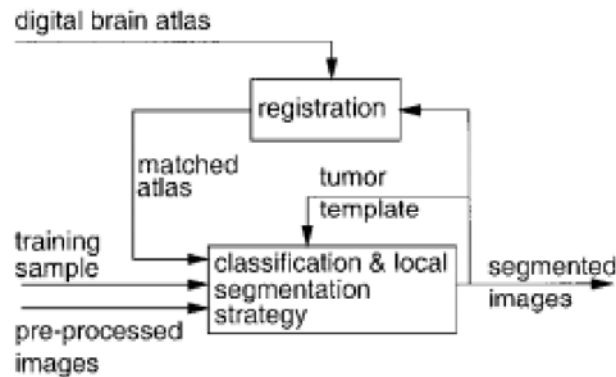 digital brain atlas
registration
matched
atlas
tumor
template
training
sample
classification & local
segmentation
strategy
segmented
images
pre-processed
images